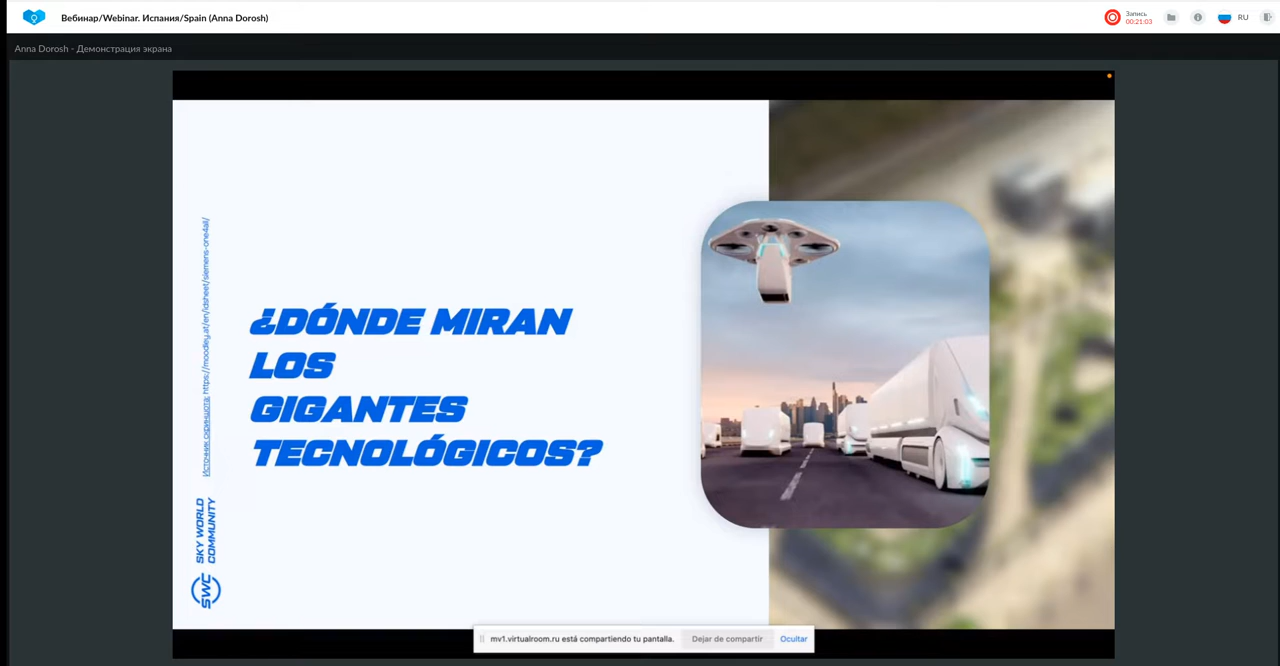 Вебинар/Webinar. Испания/Spain (Anna Dorosh)
Запись
00:21:03
RU
Anna Dorosh - Демонстрация экрана
¿DÓNDE MIRAN
LOS
GIGANTES
TECNOLÓGICOS?
Источник скриншота: https://moodley.at/en/idsheet/siemens-one4all/
SKY WORLD
COMMUNITY
SWC
mv1.virtualroom.ru está compartiendo tu pantalla.
Dejar de compartir
Ocultar